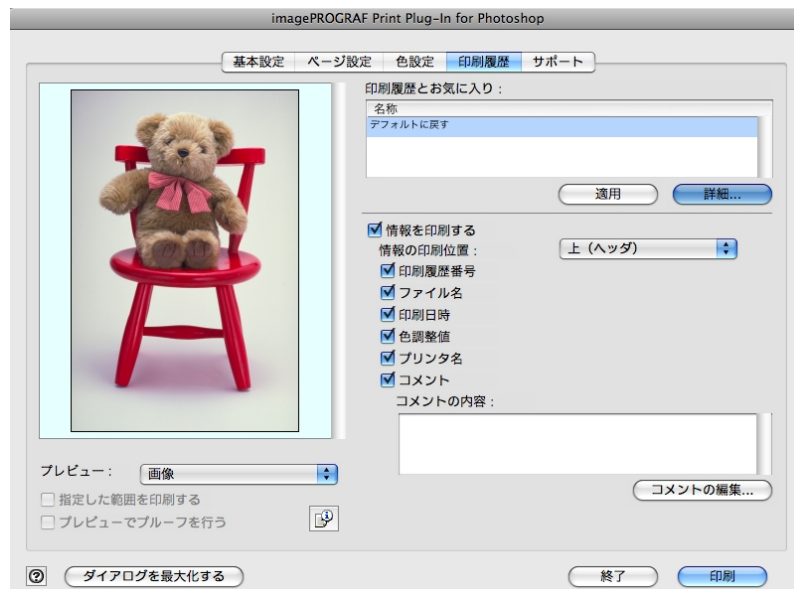 imagePROGRAF Print Plug-In for Photoshop
基本設定 ページ設定 色設定 印刷履歴 サポート
印刷履歴とお気に入り :
名称
デフォルトに戻す
適用 詳細...
情報を印刷する
情報の印刷位置 : 上 (ヘッダ)
印刷履歴番号
ファイル名
印刷日時
色調整値
プリンタ名
コメント
コメントの内容 :
プレビュー : 画像
コメントの編集...
指定した範囲を印刷する
プレビューでプルーフを行う
ダイアログを最大化する 終了 印刷